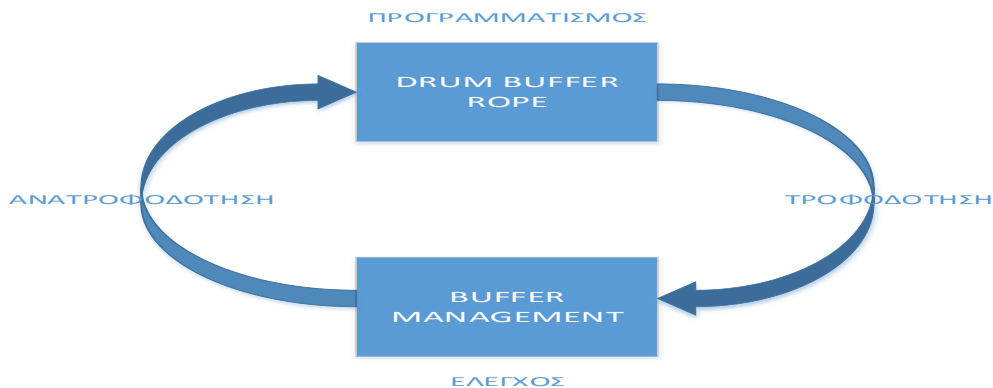 ΠΡΟΓΡΑΜΜΑΤΙΣΜΟΣ
DRUM BUFFER
ROPE
ΑΝΑΤΡΟΦΟΔΟΤΗΣΗ
ΤΡΟΦΟΔΟΤΗΣΗ
BUFFER
MANAGEMENT
ΕΛΕΓΧΟΣ